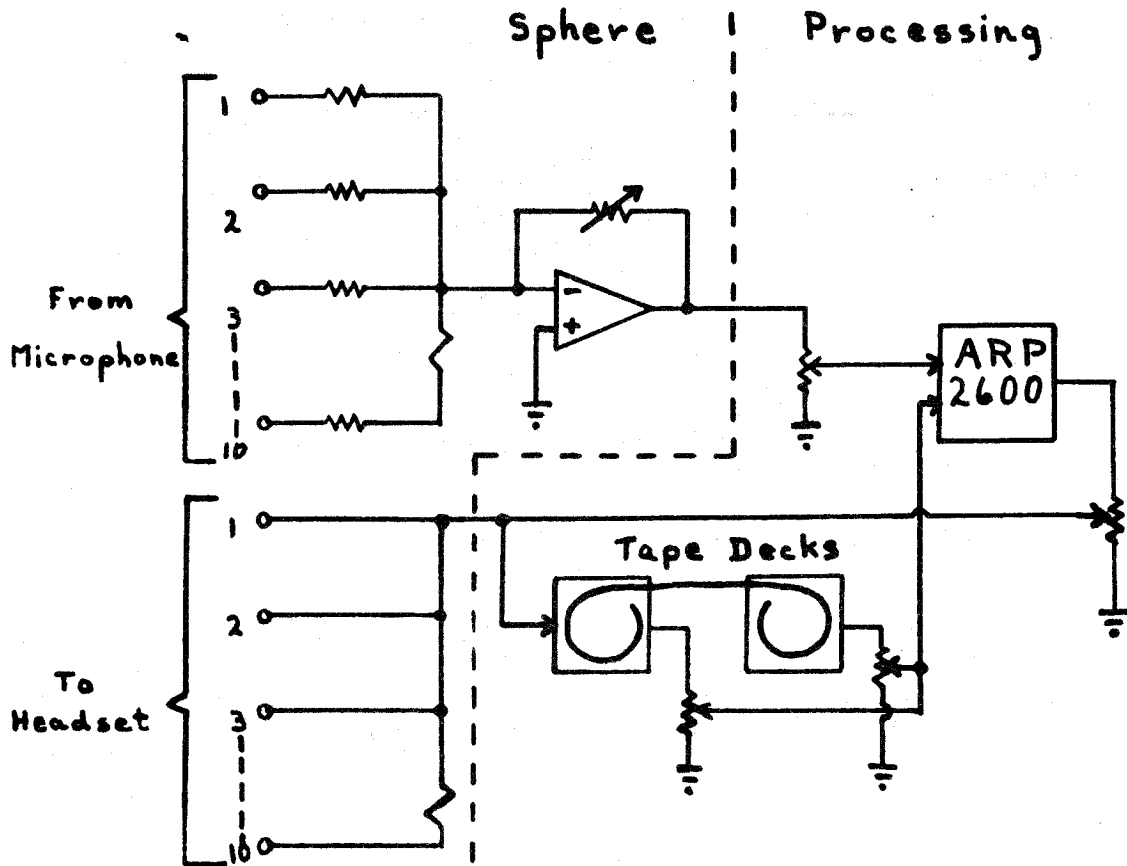 Sphere
Processing
1
2
3
10
From
Microphone
-
+
ARP
2600
1
2
3
10
To
Headset
Tape Decks